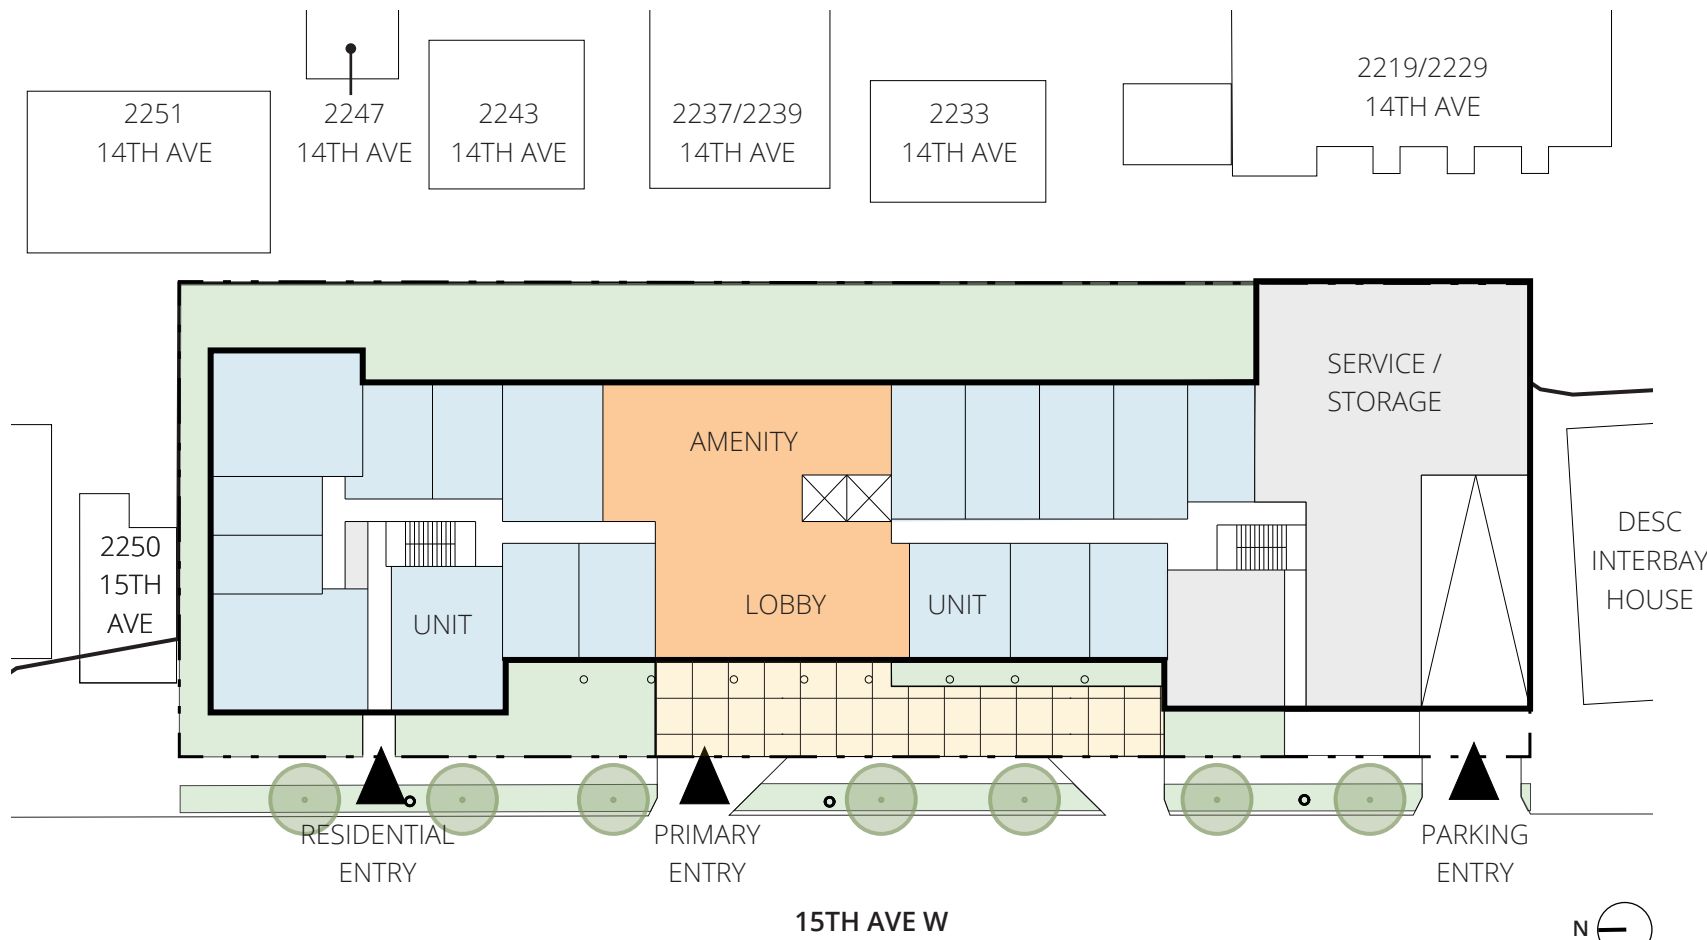 2251
14TH AVE
2247
14TH AVE
2243
14TH AVE
2237/2239
14TH AVE
2233
14TH AVE
2219/2229
14TH AVE
SERVICE /
STORAGE
AMENITY
2250
15TH
AVE
UNIT
LOBBY
UNIT
DESC
INTERBAY
HOUSE
RESIDENTIAL
ENTRY
PRIMARY
ENTRY
PARKING
ENTRY
15TH AVE W
N